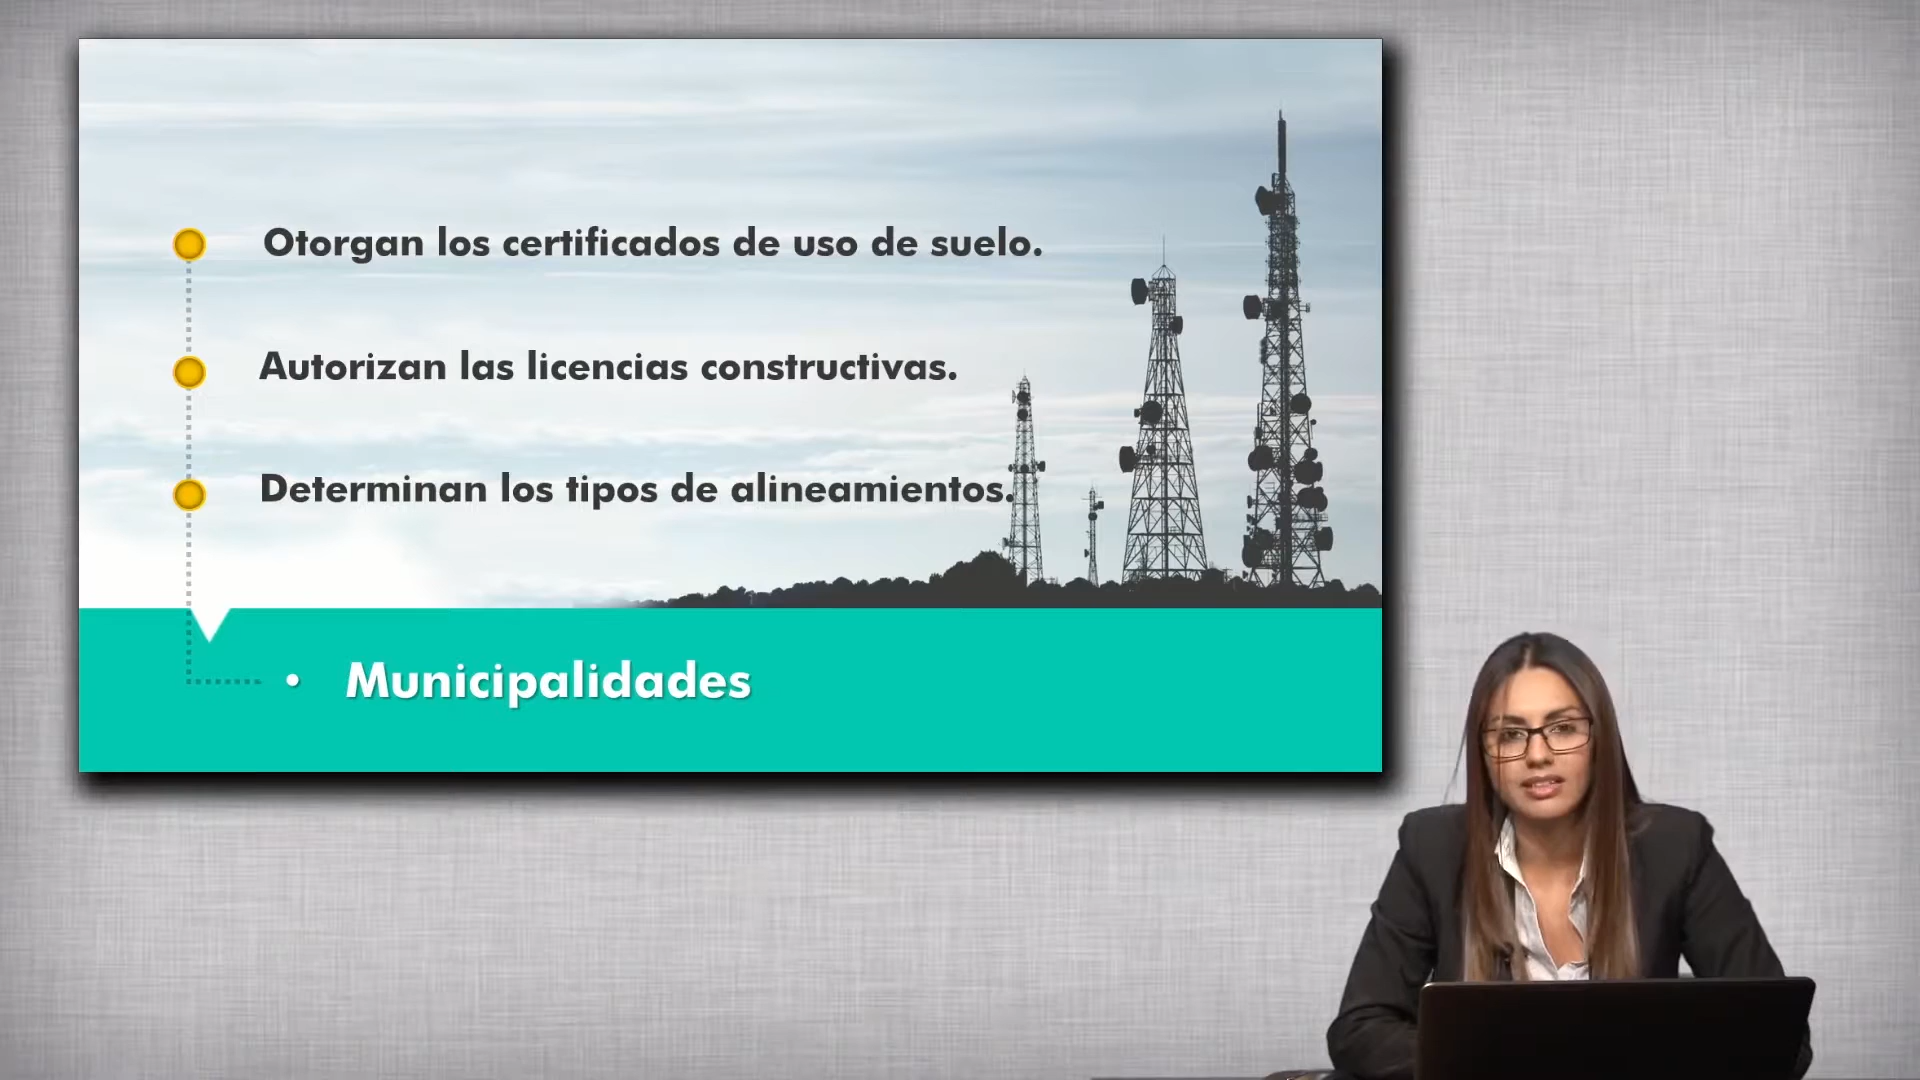 Otorgan los certificados de uso de suelo.
Autorizan las licencias constructivas.
Determinan los tipos de alineamientos.
• Municipalidades